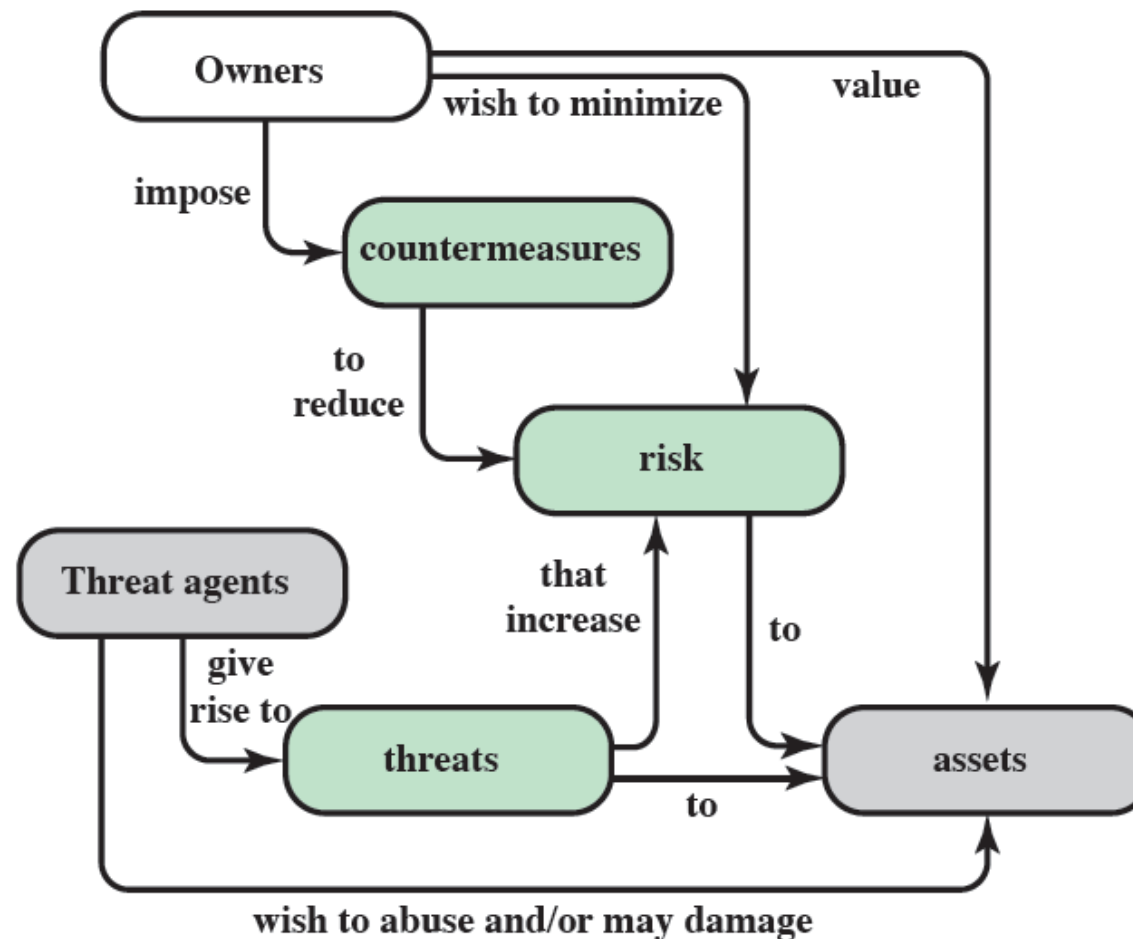 Owners
value
wish to minimize
impose
countermeasures
to
reduce
risk
Threat agents
that
increase
to
give
rise to
threats
to
assets
wish to abuse and/or may damage